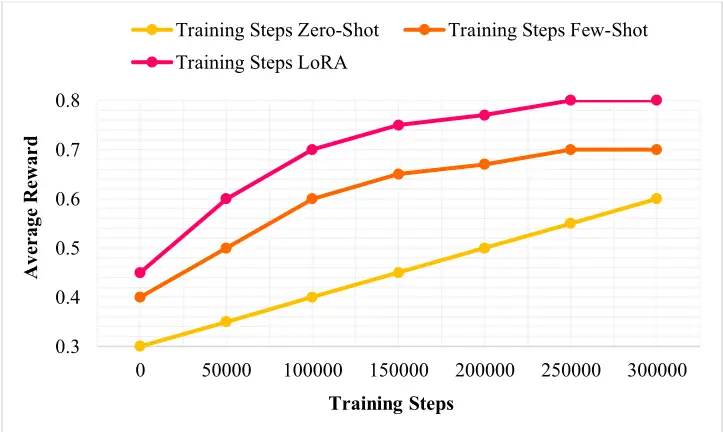 Training Steps Zero-Shot Training Steps Few-Shot
Training Steps LoRA
0.8
0.7
0.6
0.5
0.4
0.3
Average Reward
0 50000 100000 150000 200000 250000 300000
Training Steps